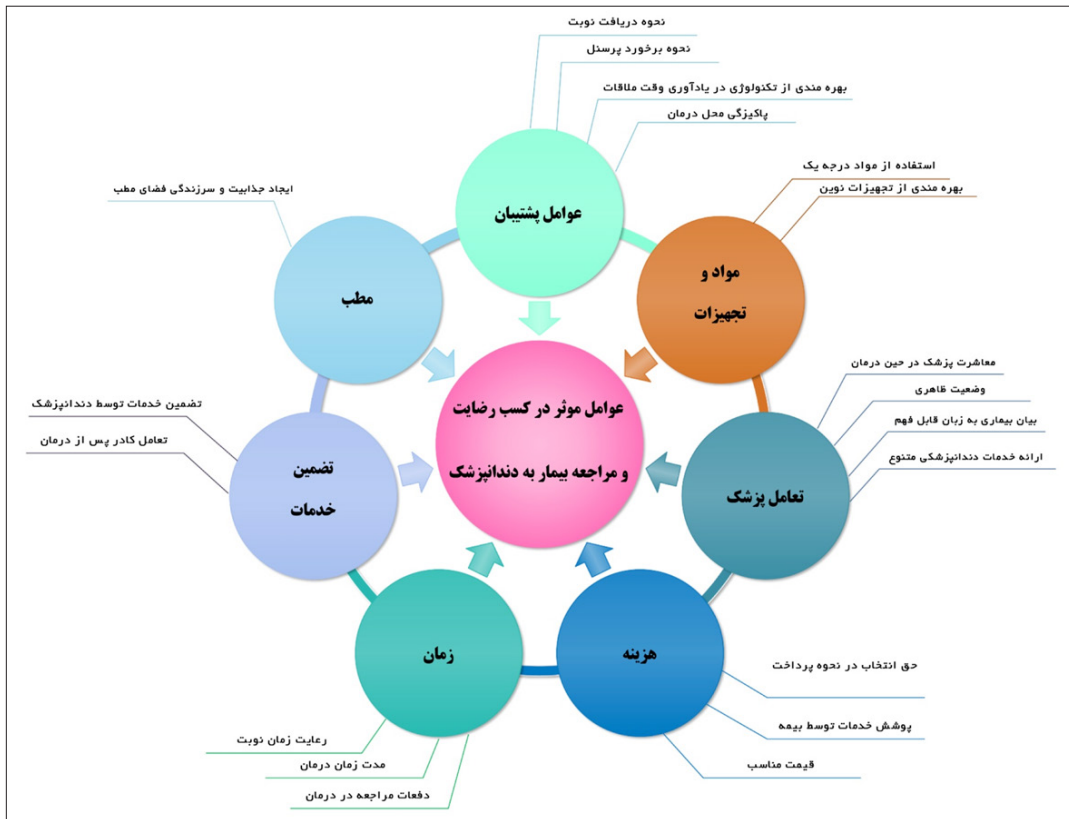 نحوه دریافت نوبت
نحوه برخورد پرسنل
بهره مندی از تکنولوژی در یادآوری وقت ملاقات
پاکیزگی محل درمان
عوامل پشتیبان
استفاده از مواد درجه یک
بهره مندی از تجهیزات نوین
مواد و
تجهیزات
معاشرت پزشک در حین درمان
وضعیت ظاهری
بیان بیماری به زبان قابل فهم
ارائه خدمات دندانپزشکی متنوع
تعامل پزشک
حق انتخاب در نحوه پرداخت
پوشش خدمات توسط بیمه
قیمت مناسب
هزینه
رعایت زمان نوبت
مدت زمان درمان
دفعات مراجعه در درمان
زمان
تضمین خدمات توسط دندانپزشک
تعامل کادر پس از درمان
تضمین
خدمات
ایجاد جذابیت و سرزندگی فضای مطب
مطب
عوامل موثر در کسب رضایت
و مراجعه بیمار به دندانپزشک